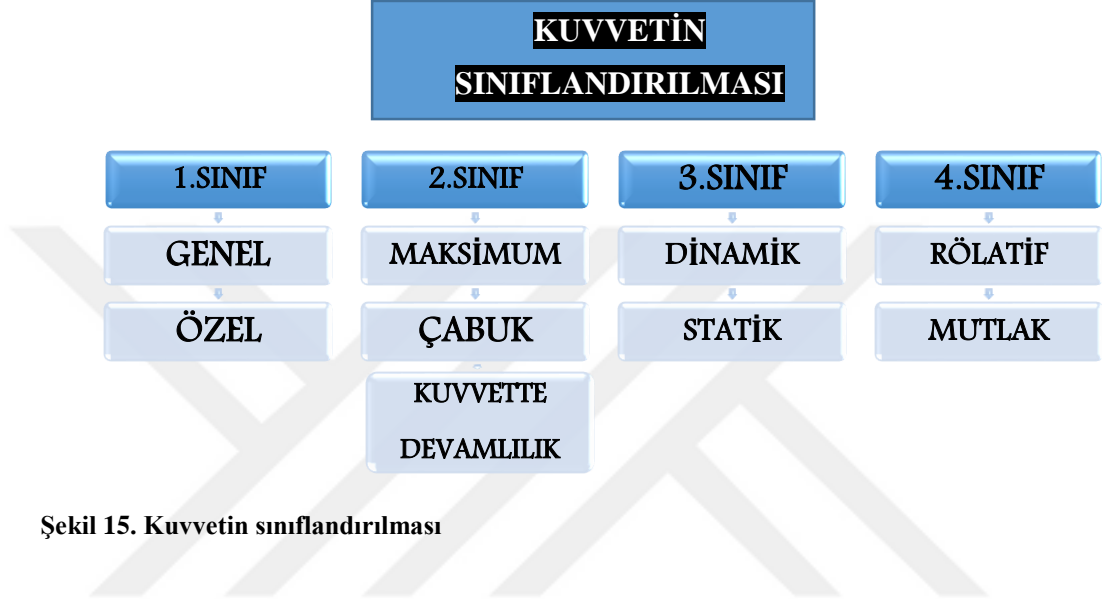 KUVVETİN
SINIFLANDIRILMASI
1.SINIF
GENEL
ÖZEL
2.SINIF
MAKSİMUM
ÇABUK
KUVVETTE
DEVAMLILIK
3.SINIF
DİNAMİK
STATİK
4.SINIF
RÖLATİF
MUTLAK
Şekil 15. Kuvvetin sınıflandırılması